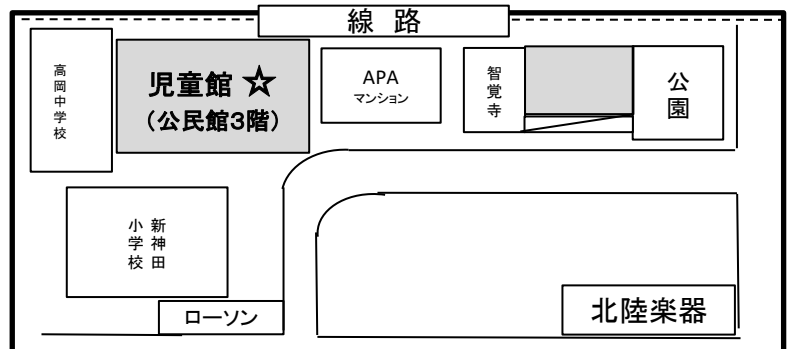 線路
高岡中学校
児童館 ☆
（公民館3階）
APA
マンション
智覚寺
公園
新神田
小学校
ローソン
北陸楽器